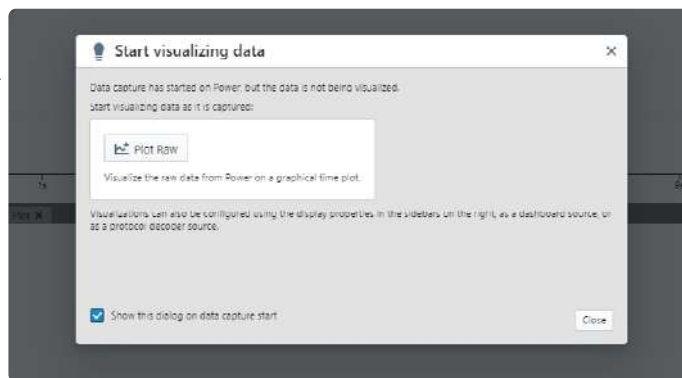 Start visualizing data
Data capture has started on Power, but the data is not being visualized.
Start visualizing data as it is captured:
Plot Raw
Visualize the raw data from Power on a graphical time plot.
Visualizations can also be configured using the display properties in the sidebars on the right, as a dashboard source, or
as a protocol decoder source.
Show this dialog on data capture start
Close